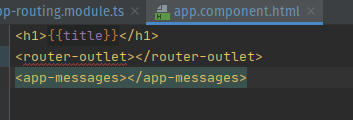 p-routing.module.ts app.component.html
<h1>{{title}}</h1>
<router-outlet></router-outlet>
<app-messages></app-messages>